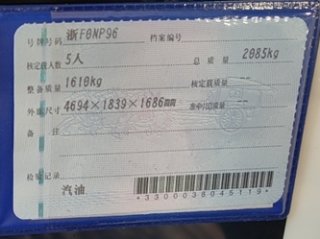 号牌号码 浙F0NP96 档案编号
核定载人数 5人 总质量 2085kg
整备质量 1610kg 核定载质量 --
外廓尺寸 4694×1839×1686mm 准牵引总质量 --
备注
检验记录
汽油
*3300038045119*